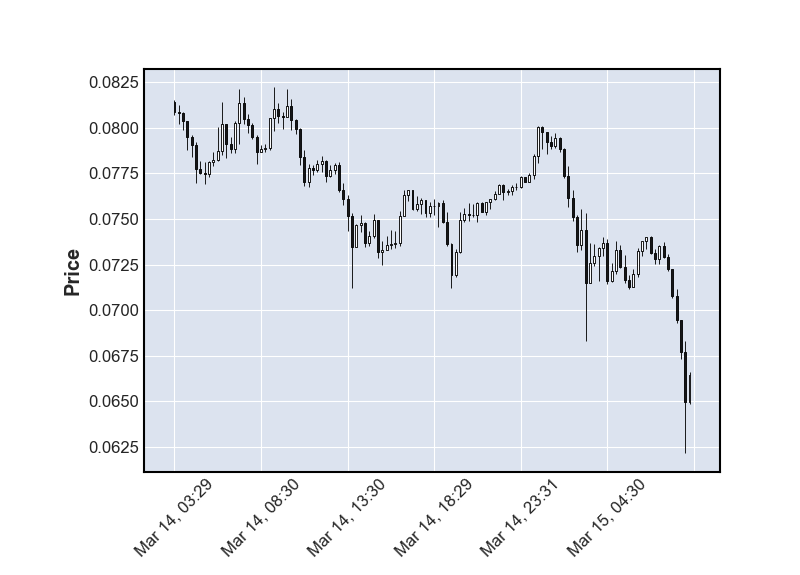 0.0825
0.0800
0.0775
0.0750
0.0725
0.0700
0.0675
0.0650
0.0625
Price
Mar 14, 03:29
Mar 14, 08:30
Mar 14, 13:30
Mar 14, 18:29
Mar 14, 23:31
Mar 15, 04:30